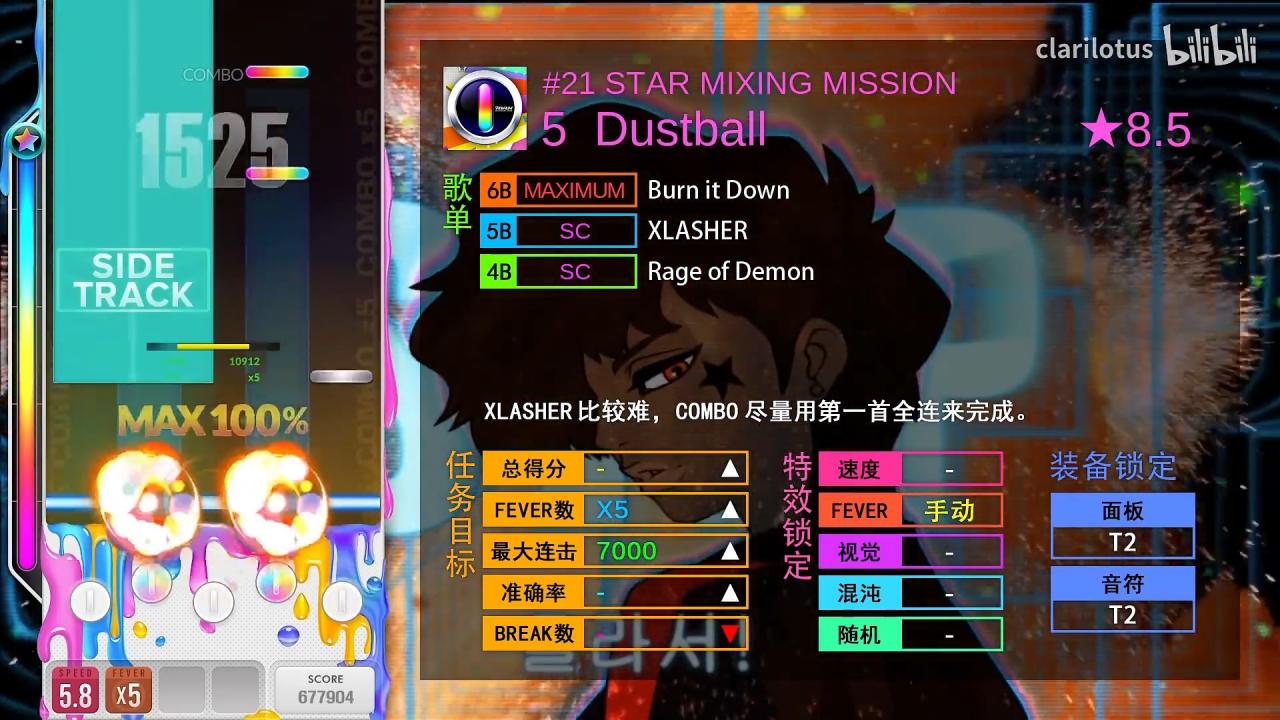 clarilotus bilibili
COMBO
1525
SIDE
TRACK
10912
x5
MAX 100%
SPEED
5.8
FEVER
x5
SCORE
677904
#21 STAR MIXING MISSION
5 Dustball
★8.5
歌单
6B MAXIMUM Burn it Down
5B SC XLASHER
4B SC Rage of Demon
XLASHER 比较难，COMBO 尽量用第一首全连来完成。
任务目标
总得分 - ▲
FEVER数 X5 ▲
最大连击 7000 ▲
准确率 - ▲
BREAK数 - ▼
特效锁定
速度 -
FEVER 手动
视觉 -
混沌 -
随机 -
装备锁定
面板
T2
音符
T2